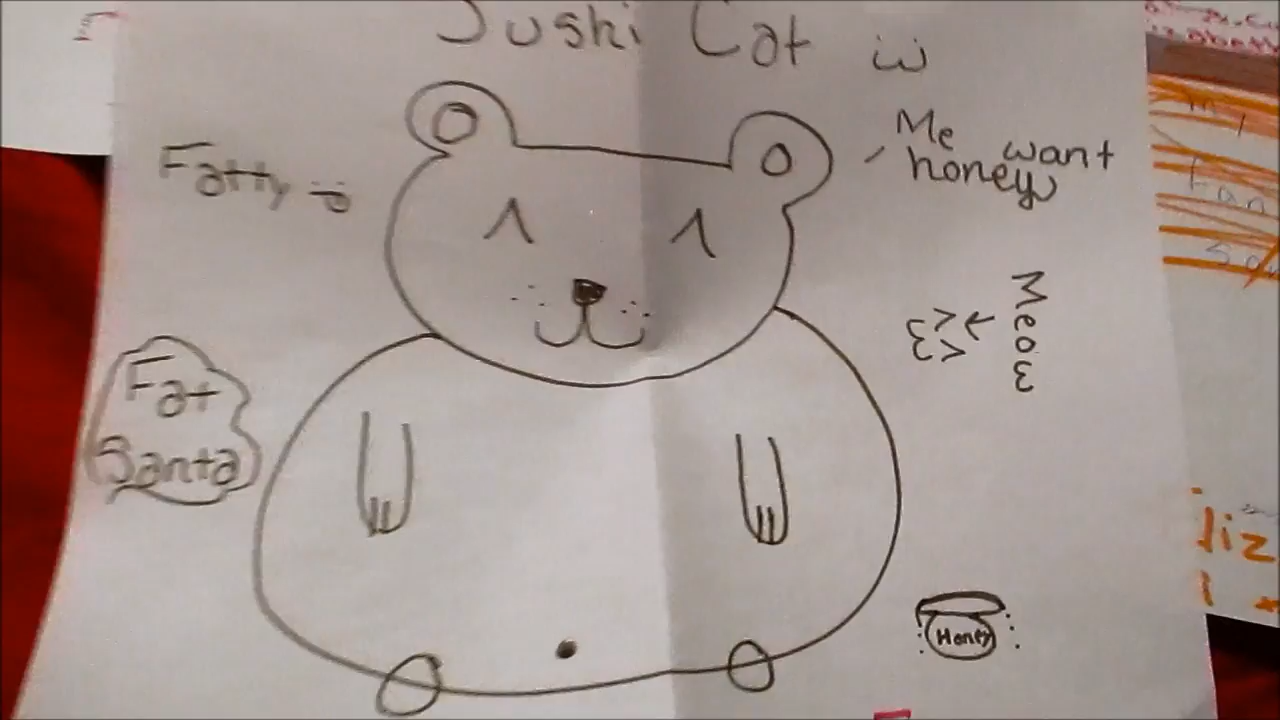 Sushi Cat ω
Fatty :o
Me want
honey
Meow
Fat
Santa
Honey